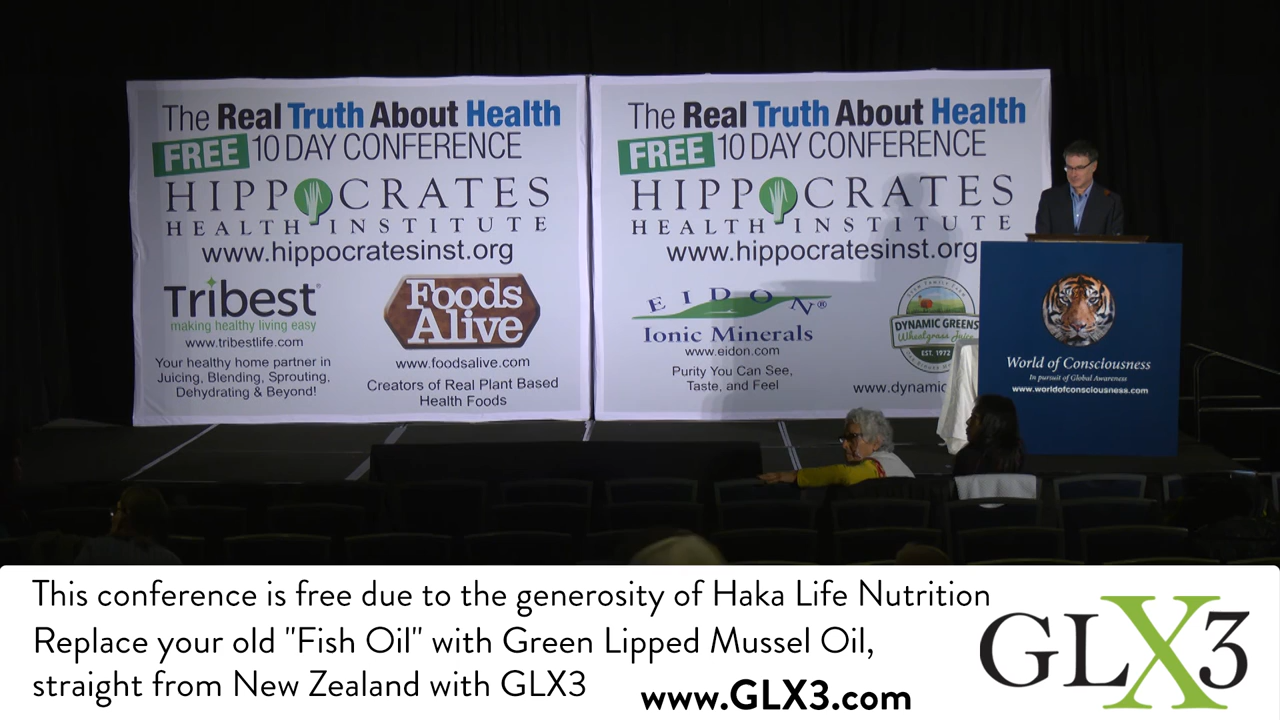 The Real Truth About Health
FREE 10 DAY CONFERENCE
HIPPOCRATES
HEALTH INSTITUTE
www.hippocratesinst.org
Tribest®
making healthy living easy
www.tribestlife.com
Your healthy home partner in
Juicing, Blending, Sprouting,
Dehydrating & Beyond!
Foods
Alive
www.foodsalive.com
Creators of Real Plant Based
Health Foods
The Real Truth About Health
FREE 10 DAY CONFERENCE
HIPPOCRATES
HEALTH INSTITUTE
www.hippocratesinst.org
EIDON®
Ionic Minerals
www.eidon.com
Purity You Can See,
Taste, and Feel
DYNAMIC GREENS
Wheatgrass Juice
EST. 1972
www.dynamic
World of Consciousness
In pursuit of Global Awareness
www.worldofconsciousness.com
This conference is free due to the generosity of Haka Life Nutrition
Replace your old "Fish Oil" with Green Lipped Mussel Oil,
straight from New Zealand with GLX3
www.GLX3.com
GLX3